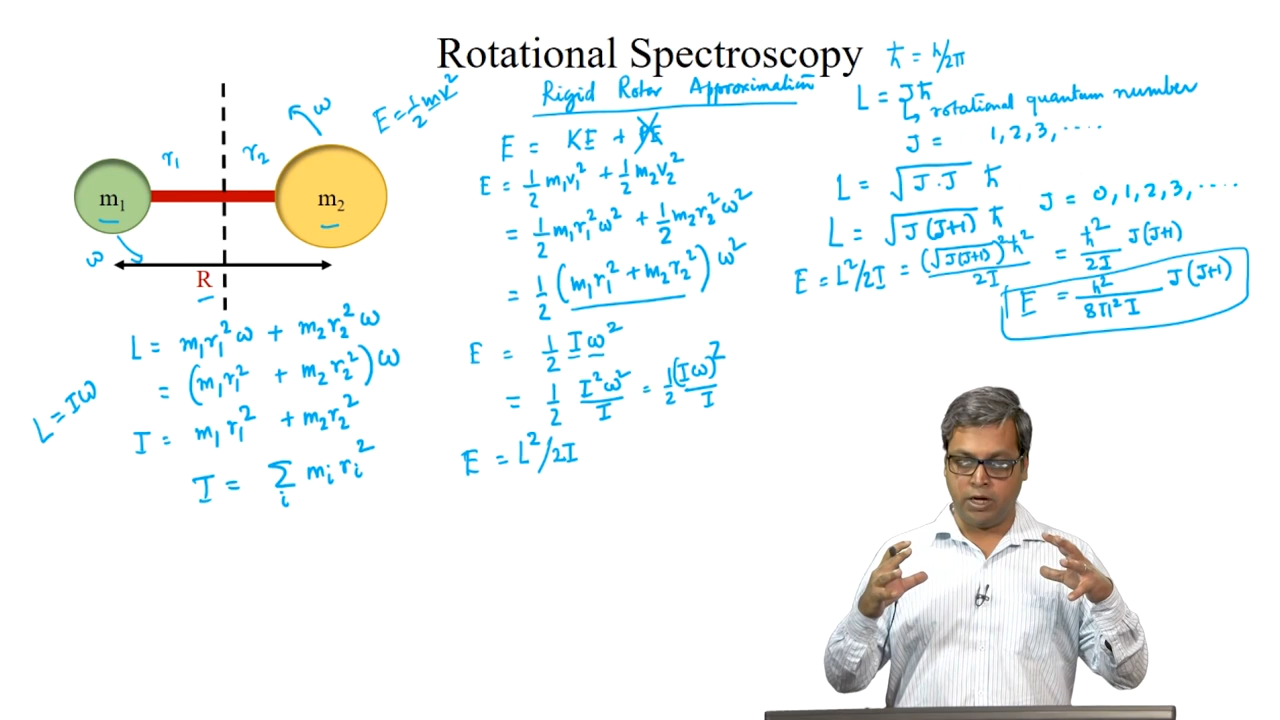 Rotational Spectroscopy
ħ = h/2π
E = ½ mv²
ω
r₁
r₂
m₁
m₂
ω
R
L = m₁r₁²ω + m₂r₂²ω
= (m₁r₁² + m₂r₂²)ω
L = Iω
I = m₁r₁² + m₂r₂²
I = Σᵢ mᵢrᵢ²
Rigid Rotor Approximation
E = KE + PE
E = ½ m₁v₁² + ½ m₂v₂²
= ½ m₁r₁²ω² + ½ m₂r₂²ω²
= ½ (m₁r₁² + m₂r₂²) ω²
E = ½ Iω²
= ½ I²ω²/I = ½ (Iω)²/I
E = L²/2I
L = Jħ
rotational quantum number
J = 1, 2, 3, ....
L = √(J.J) ħ
J = 0, 1, 2, 3, ....
L = √(J(J+1)) ħ
E = L²/2I = (√(J(J+1)))²ħ²/2I = ħ²/2I J(J+1)
E = h²/8π²I J(J+1)